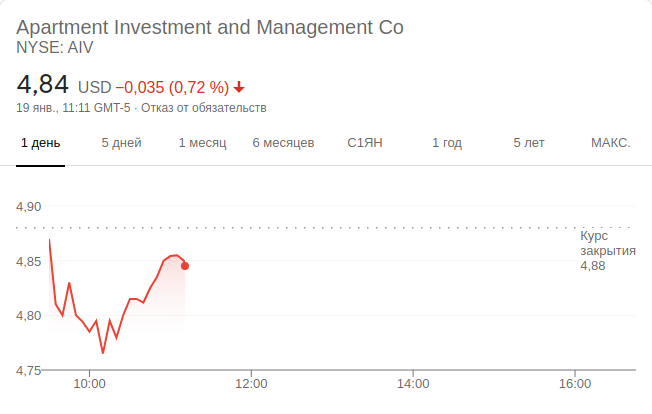 Apartment Investment and Management Co
NYSE: AIV
4,84 USD −0,035 (0,72 %)
19 янв., 11:11 GMT-5 · Отказ от обязательств
1 день 5 дней 1 месяц 6 месяцев С1ЯН 1 год 5 лет МАКС.
4,90
Курс
закрытия
4,88
4,85
4,80
4,75
10:00 12:00 14:00 16:00